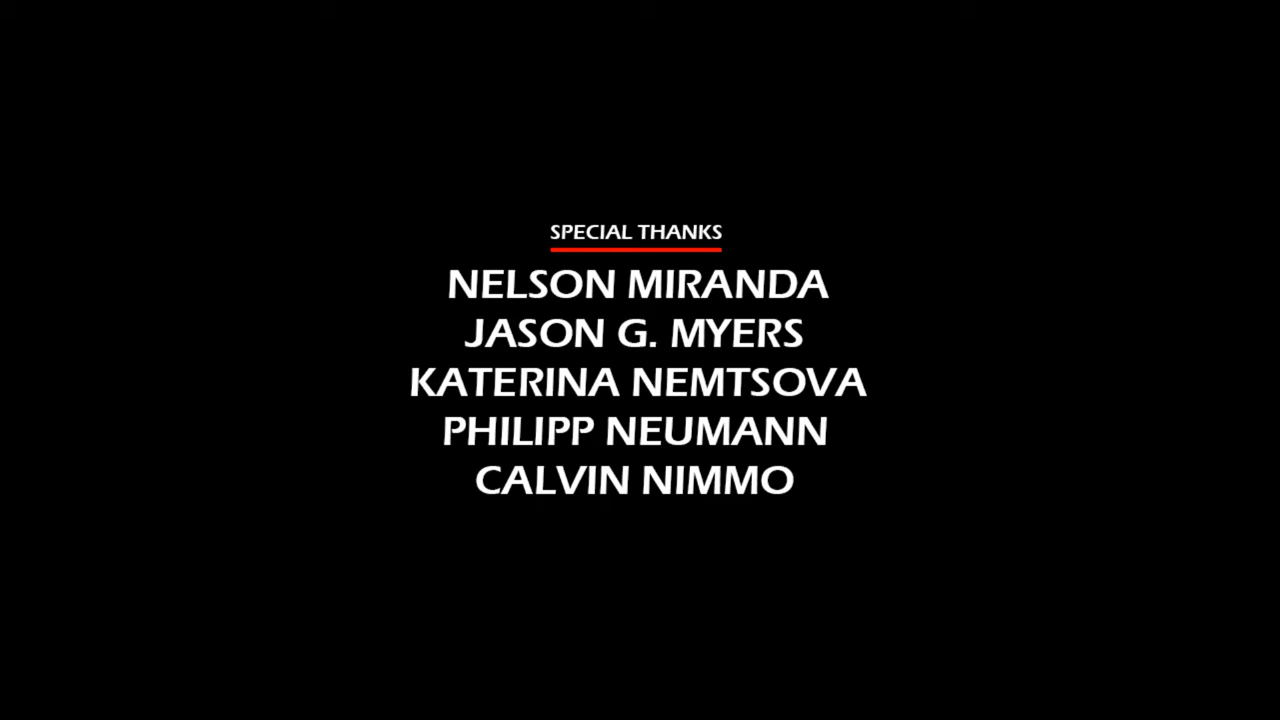 SPECIAL THANKS
NELSON MIRANDA
JASON G. MYERS
KATERINA NEMTSOVA
PHILIPP NEUMANN
CALVIN NIMMO